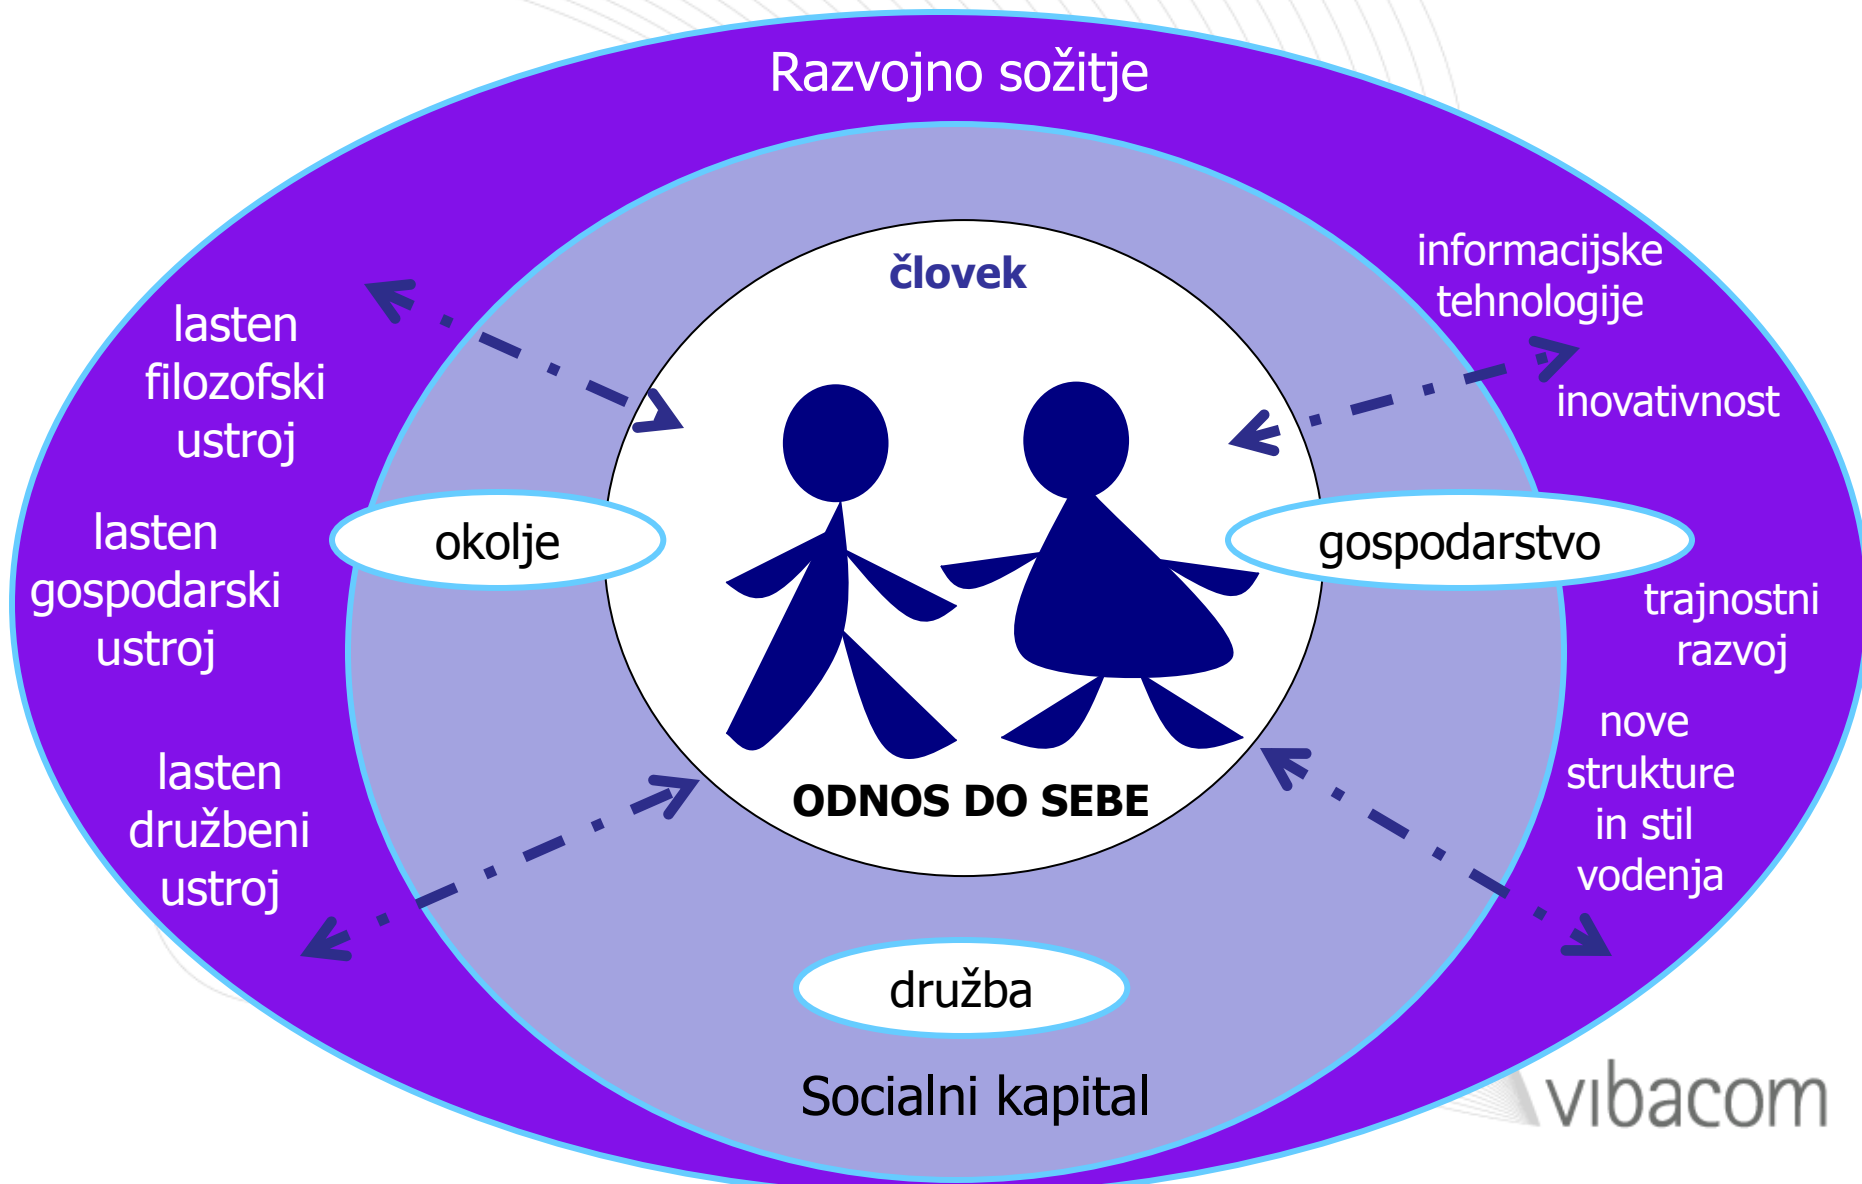 Razvojno sožitje
človek
lasten
filozofski
ustroj
lasten
gospodarski
ustroj
lasten
družbeni
ustroj
okolje
gospodarstvo
informacijske
tehnologije
inovativnost
trajnostni
razvoj
nove
strukture
in stil
vodenja
ODNOS DO SEBE
družba
Socialni kapital
vibacom